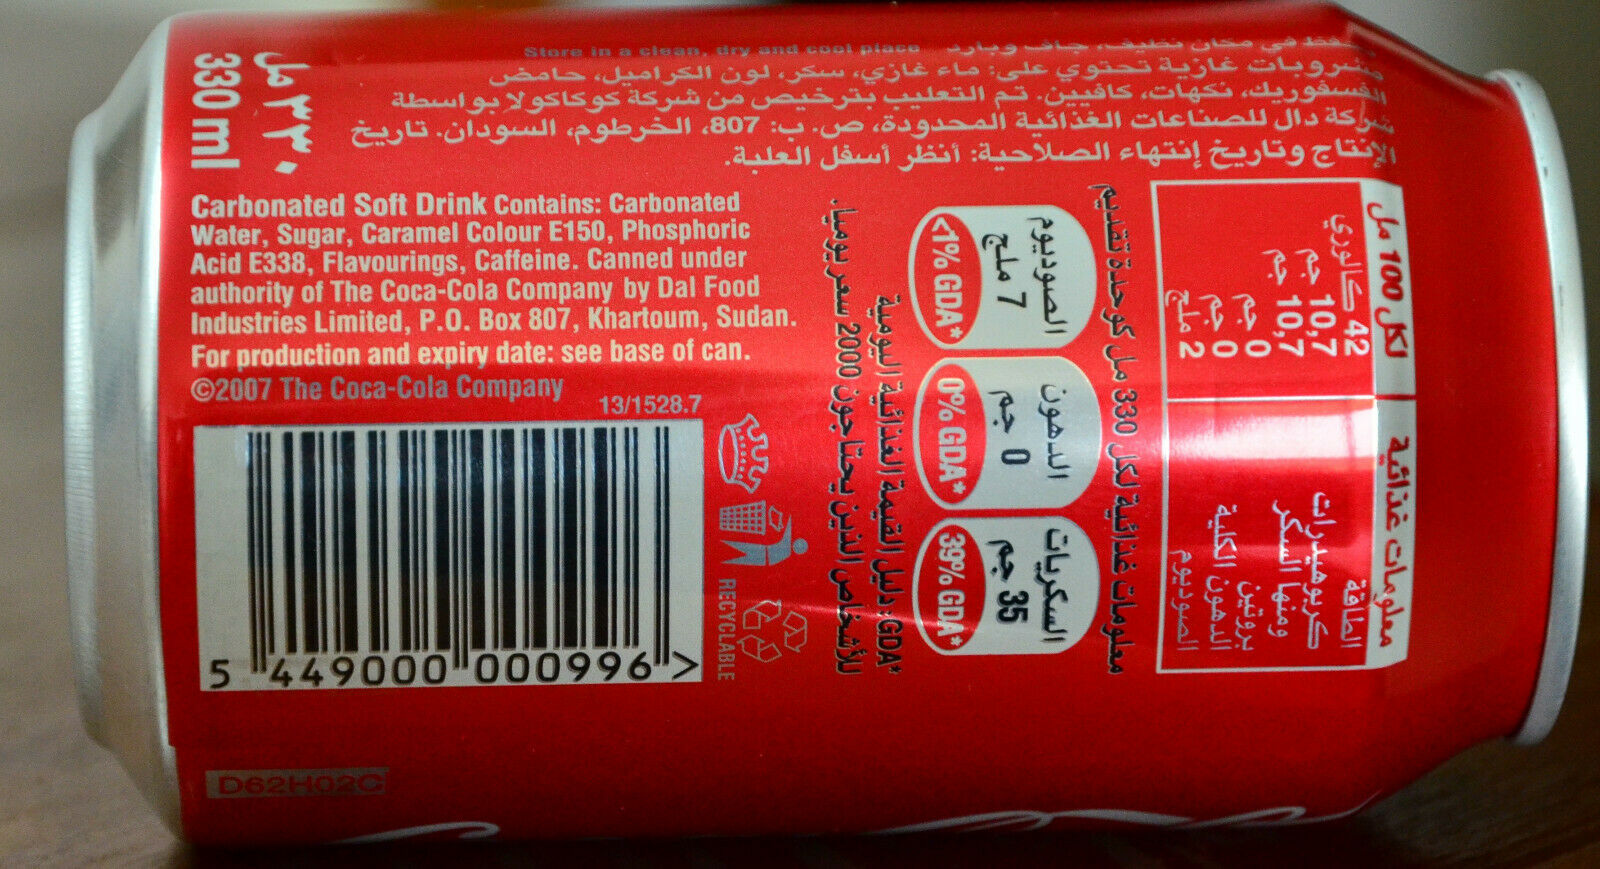 Store in a clean, dry and cool place يحفظ في مكان نظيف، جاف وبارد
مشروبات غازية تحتوي على: ماء غازي، سكر، لون الكراميل، حامض
الفسفوريك، نكهات، كافيين. تم التعليب بترخيص من شركة كوكاكولا بواسطة
شركة دال للصناعات الغذائية المحدودة، ص. ب: 807، الخرطوم، السودان. تاريخ
الإنتاج وتاريخ إنتهاء الصلاحية: أنظر أسفل العلبة.
٣٣٠ مل
330 ml
Carbonated Soft Drink Contains: Carbonated
Water, Sugar, Caramel Colour E150, Phosphoric
Acid E338, Flavourings, Caffeine. Canned under
authority of The Coca-Cola Company by Dal Food
Industries Limited, P.O. Box 807, Khartoum, Sudan.
For production and expiry date: see base of can.
©2007 The Coca-Cola Company
13/1528.7
5 449000 000996 >
RECYCLABLE
D62H02C
معلومات غذائية لكل 100 مل
الطاقة 42 كالوري
كربوهيدرات 10,7 جم
ومنها السكر 10,7 جم
بروتين 0 جم
الدهون الكلية 0 جم
الصوديوم 2 ملج
معلومات غذائية لكل 330 مل كوحدة تقديم
السكريات 35 جم 39% GDA*
الدهون 0 جم 0% GDA*
الصوديوم 7 ملج <1% GDA*
*GDA: دليل القيمة الغذائية اليومية
للأشخاص الذين يحتاجون 2000 سعر يوميا.